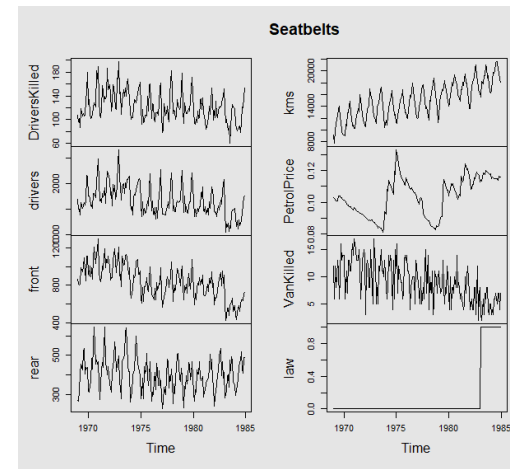 Seatbelts
DriversKilled
60 100 140 180
drivers
1000 2000
front
400 800 1200
rear
300 500
1970 1975 1980 1985
Time
kms
8000 14000 20000
PetrolPrice
0.08 0.10 0.12
VanKilled
5 10 15
law
0.0 0.4 0.8
1970 1975 1980 1985
Time